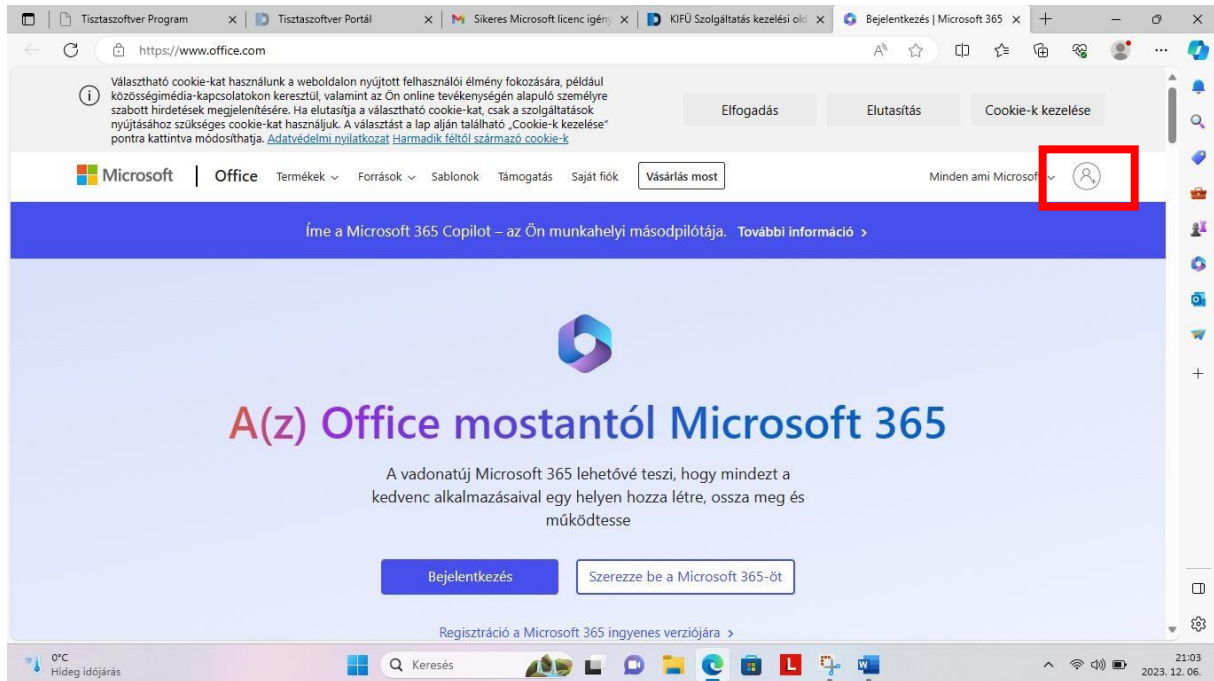 Tisztaszoftver Program
Tisztaszoftver Portál
Sikeres Microsoft licenc igény
KIFÜ Szolgáltatás kezelési old
Bejelentkezés | Microsoft 365
https://www.office.com
Választható cookie-kat használunk a weboldalon nyújtott felhasználói élmény fokozására, például
közösségimédia-kapcsolatokon keresztül, valamint az Ön online tevékenységén alapuló személyre
szabott hirdetések megjelenítésére. Ha elutasítja a választható cookie-kat, csak a szolgáltatások
nyújtásához szükséges cookie-kat használjuk. A választást a lap alján található „Cookie-k kezelése”
pontra kattintva módosíthatja. Adatvédelmi nyilatkozat Harmadik féltől származó cookie-k
Elfogadás
Elutasítás
Cookie-k kezelése
Microsoft | Office
Termékek
Források
Sablonok
Támogatás
Saját fiók
Vásárlás most
Minden ami Microsoft
Íme a Microsoft 365 Copilot – az Ön munkahelyi másodpilótája. További információ >
A(z) Office mostantól Microsoft 365
A vadonatúj Microsoft 365 lehetővé teszi, hogy mindezt a
kedvenc alkalmazásaival egy helyen hozza létre, ossza meg és
működtesse
Bejelentkezés
Szerezze be a Microsoft 365-öt
Regisztráció a Microsoft 365 ingyenes verziójára >
0°C
Hideg időjárás
Keresés
21:03
2023. 12. 06.